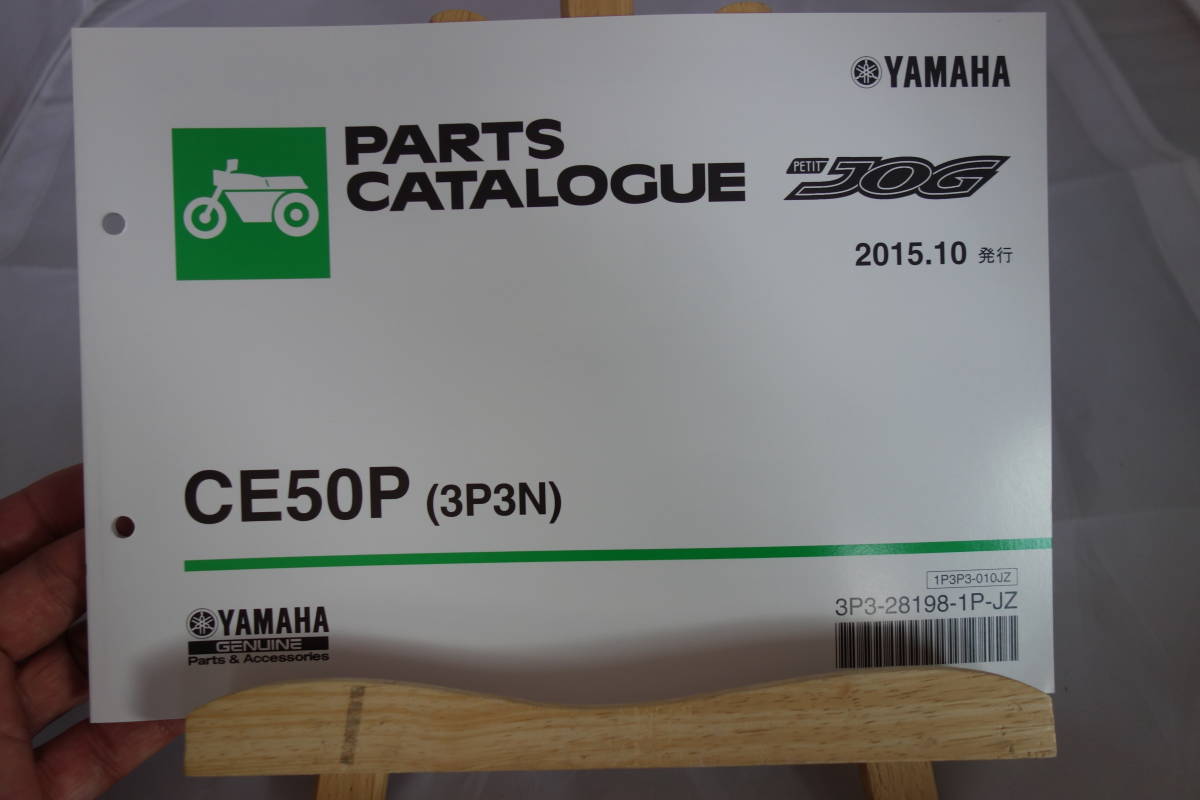 YAMAHA
PARTS
CATALOGUE
PETIT JOG
2015.10 発行
CE50P (3P3N)
1P3P3-010JZ
3P3-28198-1P-JZ
YAMAHA
GENUINE
Parts & Accessories